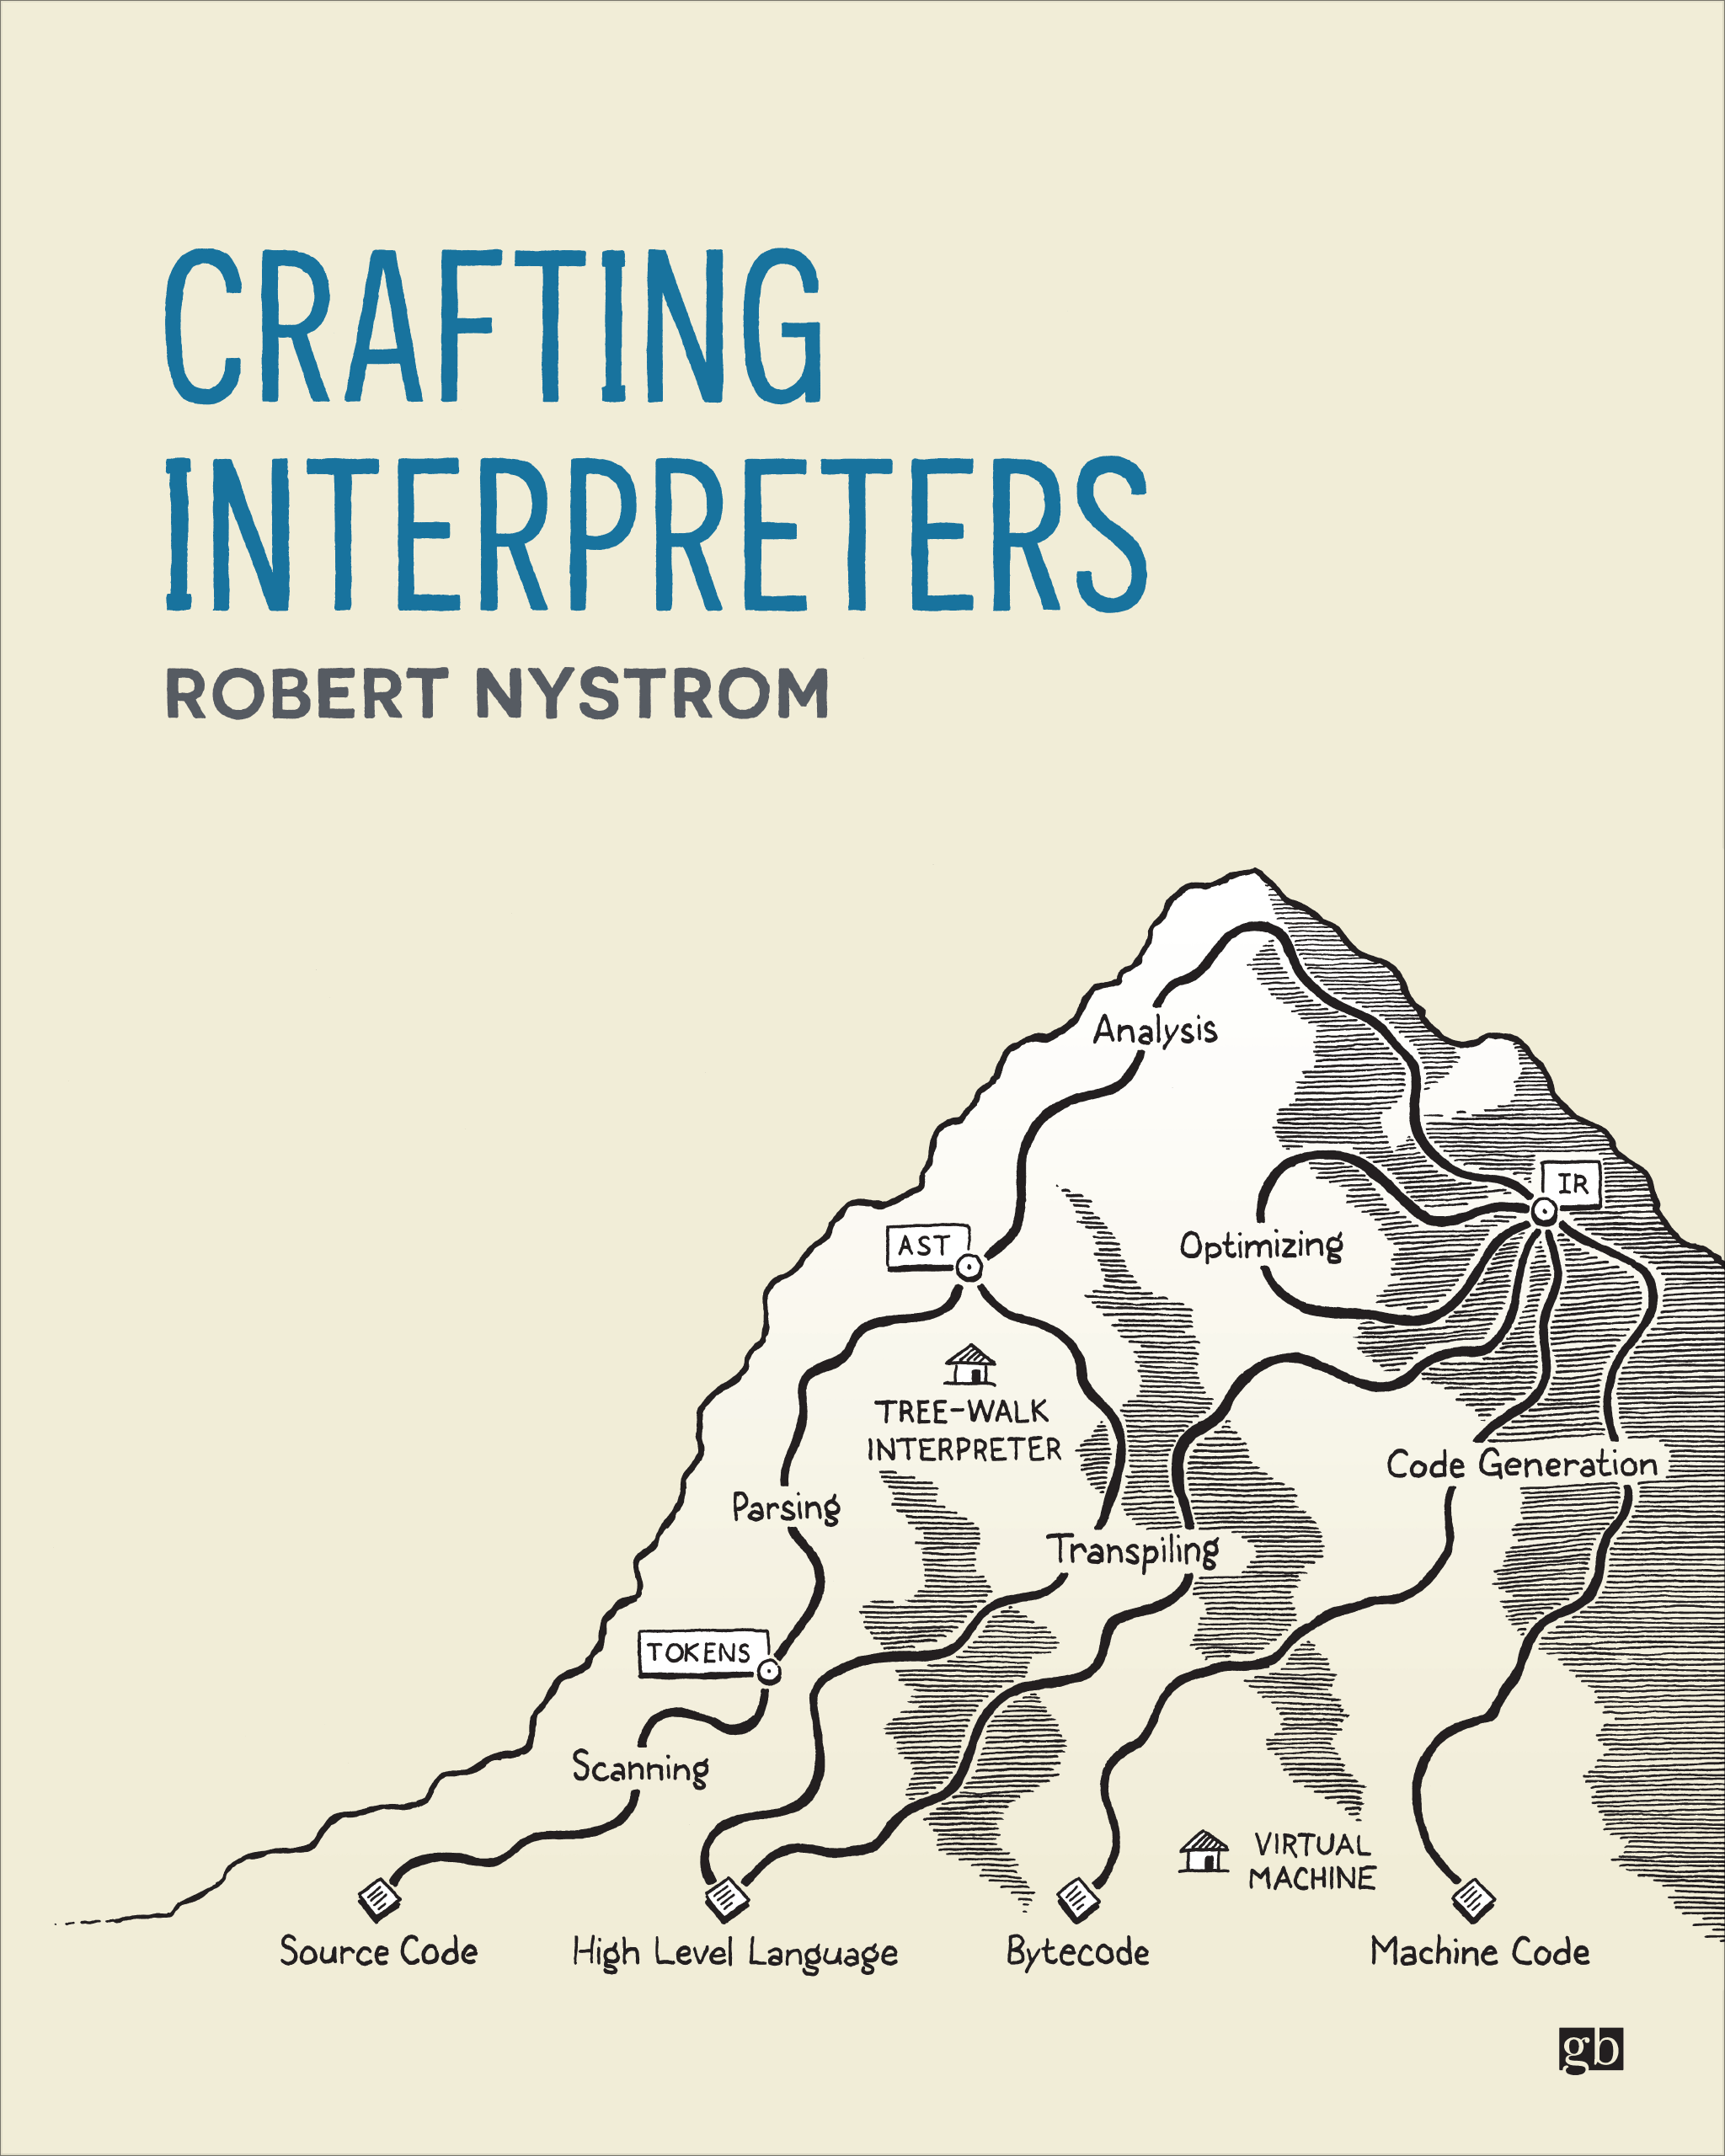 CRAFTING
INTERPRETERS
ROBERT NYSTROM
Analysis
IR
AST
Optimizing
TREE-WALK
INTERPRETER
Code Generation
Parsing
Transpiling
TOKENS
Scanning
VIRTUAL
MACHINE
Source Code
High Level Language
Bytecode
Machine Code
gb